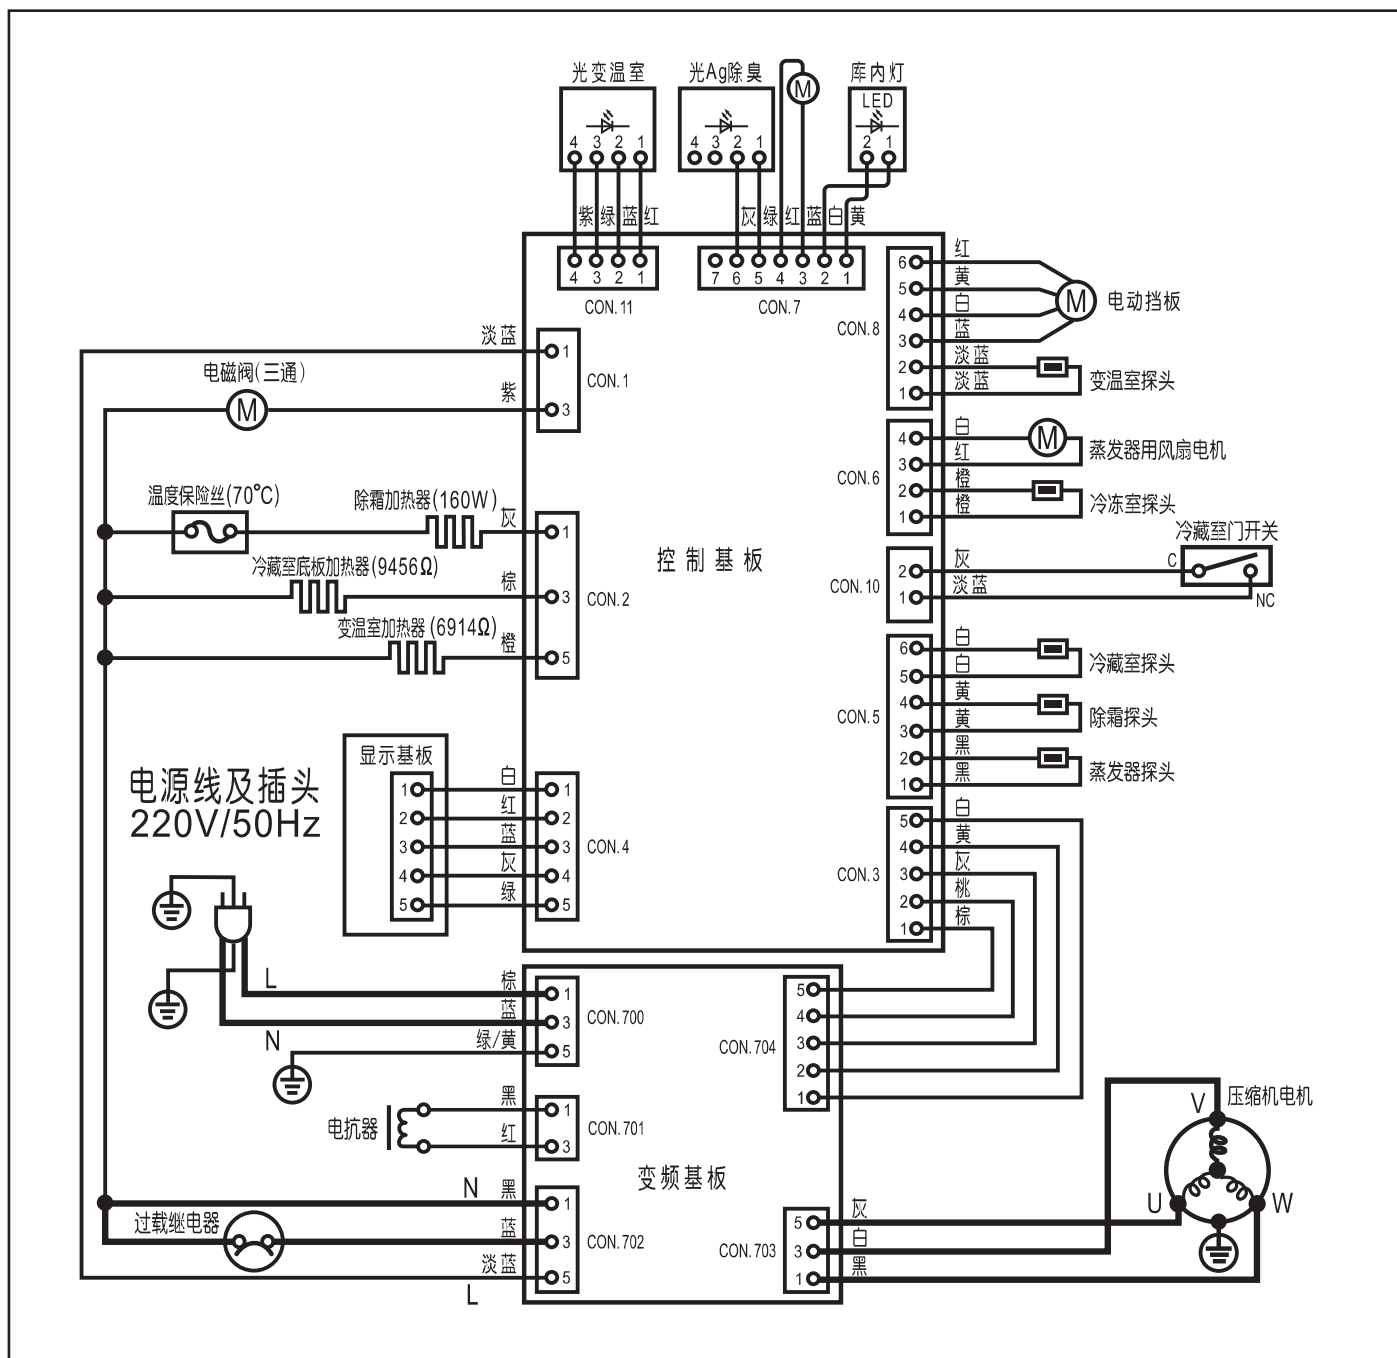 光变温室
光Ag除臭
M
库内灯
LED
4 3 2 1
4 3 2 1
2 1
紫 绿 蓝 红
灰 绿 红 蓝 白 黄
4 3 2 1
7 6 5 4 3 2 1
CON.11
CON.7
淡蓝
1
CON.1
紫
3
电磁阀(三通)
M
温度保险丝(70°C)
除霜加热器(160W)
灰
1
冷藏室底板加热器(9456Ω)
棕
3
CON.2
变温室加热器(6914Ω)
橙
5
控制基板
红
6
黄
5
M
电动挡板
白
4
CON.8
蓝
3
淡蓝
2
变温室探头
淡蓝
1
白
4
M
蒸发器用风扇电机
红
3
CON.6
橙
2
冷冻室探头
橙
1
冷藏室门开关
灰
2
C
CON.10
淡蓝
1
NC
白
6
冷藏室探头
白
5
黄
4
CON.5
除霜探头
黄
3
黑
2
蒸发器探头
黑
1
显示基板
1
白
1
2
红
2
3
蓝
3
CON.4
4
灰
4
5
绿
5
电源线及插头
220V/50Hz
白
5
黄
4
灰
3
CON.3
桃
2
棕
1
L
棕
1
蓝
3
CON.700
N
绿/黄
5
5
4
CON.704
3
2
1
电抗器
黑
1
CON.701
红
3
变频基板
N
黑
1
过载继电器
蓝
3
CON.702
淡蓝
5
L
灰
5
白
3
CON.703
黑
1
V
压缩机电机
U
W